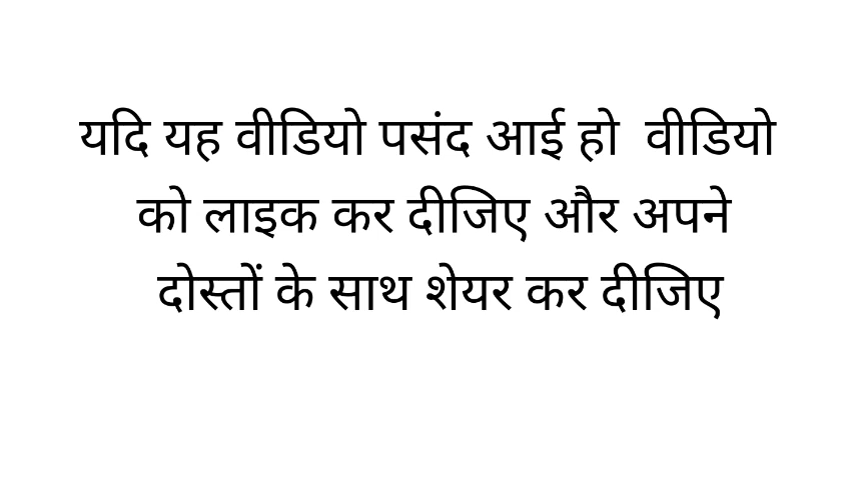 यदि यह वीडियो पसंद आई हो  वीडियो
को लाइक कर दीजिए और अपने
दोस्तों के साथ शेयर कर दीजिए